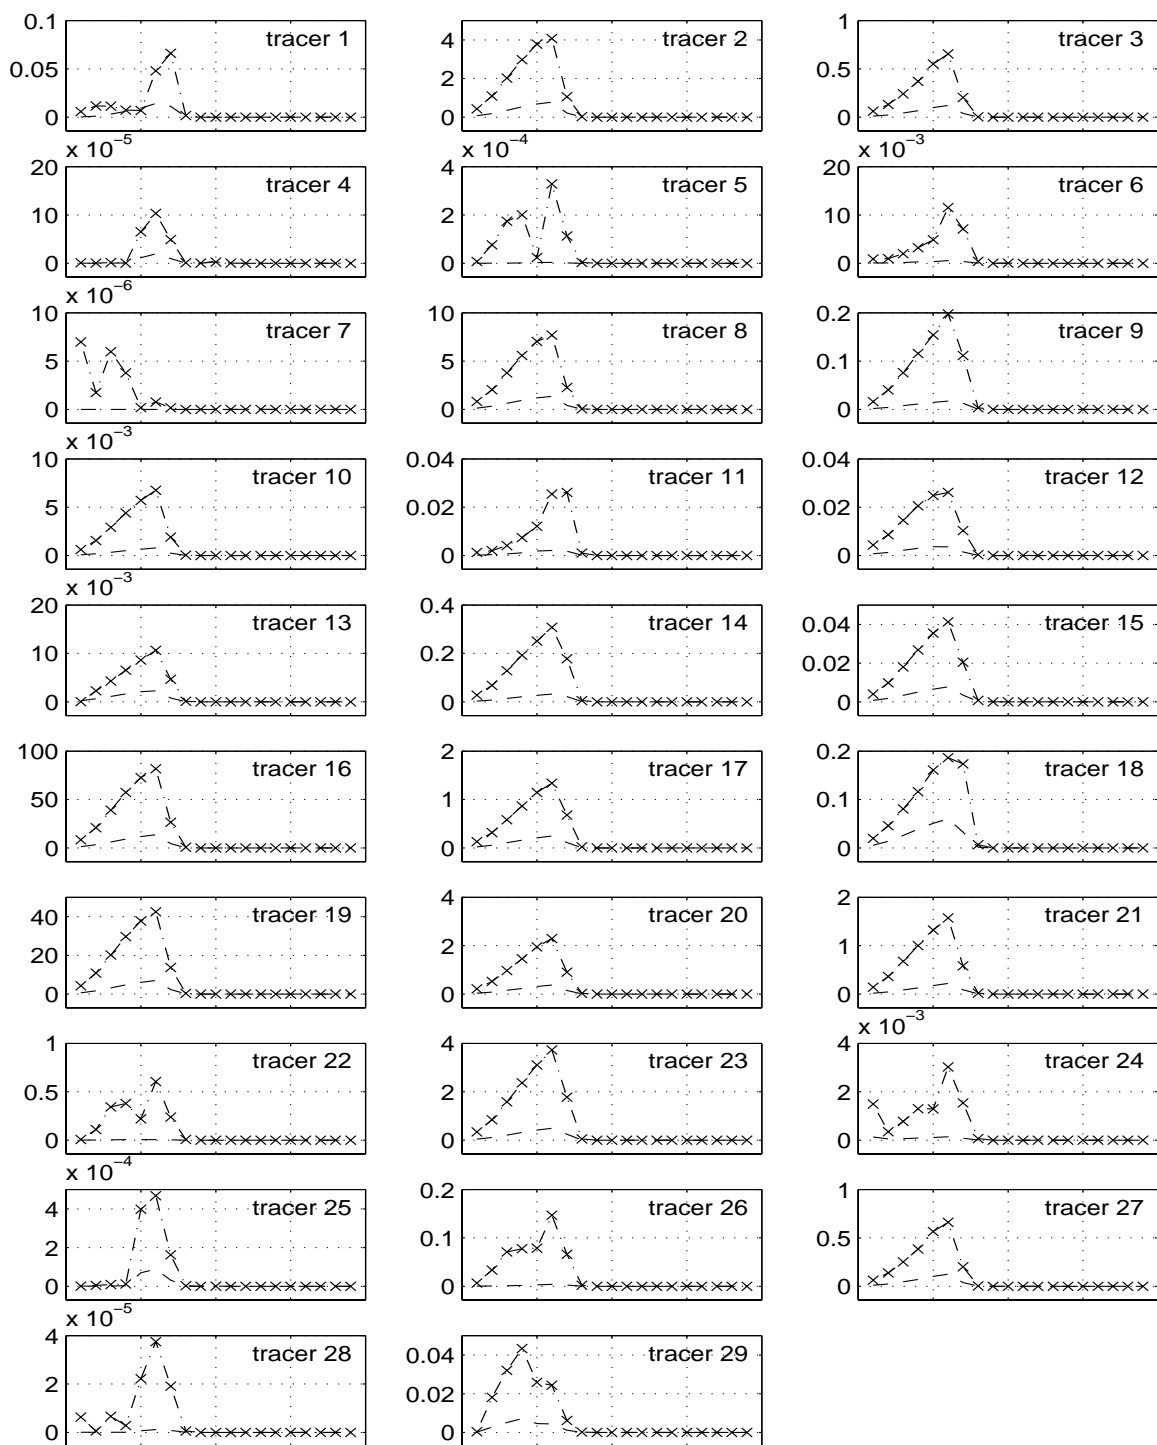 0.1
0.05
0
tracer 1
4
2
0
tracer 2
1
0.5
0
tracer 3
x 10−5
20
10
0
tracer 4
x 10−4
4
2
0
tracer 5
x 10−3
20
10
0
tracer 6
x 10−6
10
5
0
tracer 7
10
5
0
tracer 8
0.2
0.1
0
tracer 9
x 10−3
10
5
0
tracer 10
0.04
0.02
0
tracer 11
0.04
0.02
0
tracer 12
x 10−3
20
10
0
tracer 13
0.4
0.2
0
tracer 14
0.04
0.02
0
tracer 15
100
50
0
tracer 16
2
1
0
tracer 17
0.2
0.1
0
tracer 18
40
20
0
tracer 19
4
2
0
tracer 20
2
1
0
tracer 21
1
0.5
0
tracer 22
4
2
0
tracer 23
x 10−3
4
2
0
tracer 24
x 10−4
4
2
0
tracer 25
0.2
0.1
0
tracer 26
1
0.5
0
tracer 27
x 10−5
4
2
0
tracer 28
0.04
0.02
0
tracer 29